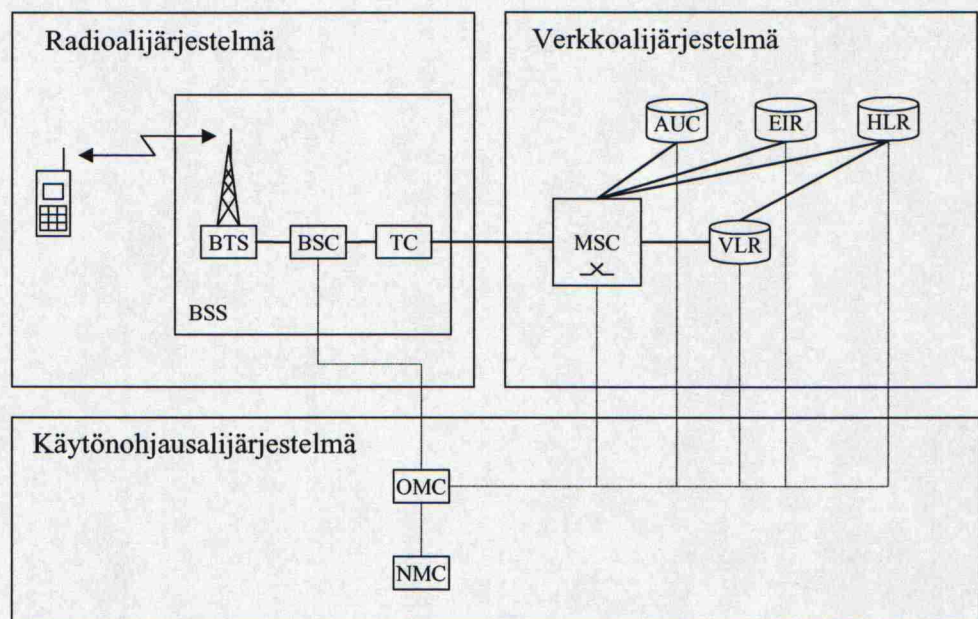 Radioalijärjestelmä
Verkkoalijärjestelmä
AUC
EIR
HLR
BTS
BSC
TC
MSC
VLR
BSS
Käytönohjausalijärjestelmä
OMC
NMC